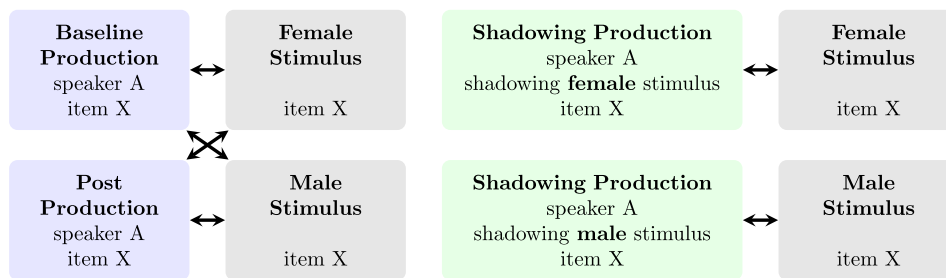 Baseline
Production
speaker A
item X
Female
Stimulus
item X
Shadowing Production
speaker A
shadowing female stimulus
item X
Female
Stimulus
item X
Post
Production
speaker A
item X
Male
Stimulus
item X
Shadowing Production
speaker A
shadowing male stimulus
item X
Male
Stimulus
item X